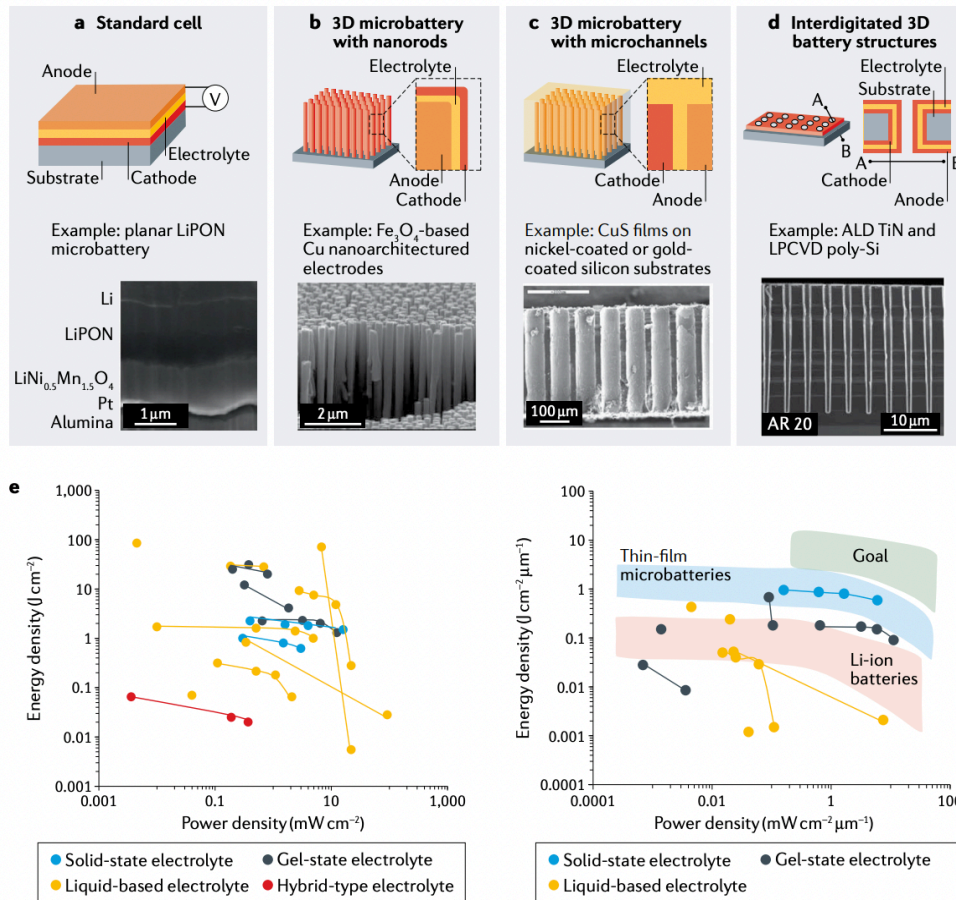 a Standard cell
Anode
V
Electrolyte
Substrate
Cathode
Example: planar LiPON
microbattery
Li
LiPON
LiNi0.5Mn1.5O4
Pt
Alumina
1 μm
b 3D microbattery
with nanorods
Electrolyte
Anode
Cathode
Example: Fe3O4-based
Cu nanoarchitectured
electrodes
2 μm
c 3D microbattery
with microchannels
Electrolyte
Cathode
Anode
Example: CuS films on
nickel-coated or gold-
coated silicon substrates
100 μm
d Interdigitated 3D
battery structures
Electrolyte
Substrate
A
B
A
Cathode
Anode
Example: ALD TiN and
LPCVD poly-Si
AR 20
10 μm
e
Energy density (J cm⁻²)
1,000
100
10
1
0.1
0.01
0.001
0.001
0.1
10
1,000
Power density (mW cm⁻²)
Solid-state electrolyte
Gel-state electrolyte
Liquid-based electrolyte
Hybrid-type electrolyte
Energy density (J cm⁻² μm⁻¹)
100
10
1
0.1
0.01
0.001
0.0001
Thin-film
microbatteries
Goal
Li-ion
batteries
0.0001
0.01
1
100
Power density (mW cm⁻² μm⁻¹)
Solid-state electrolyte
Gel-state electrolyte
Liquid-based electrolyte